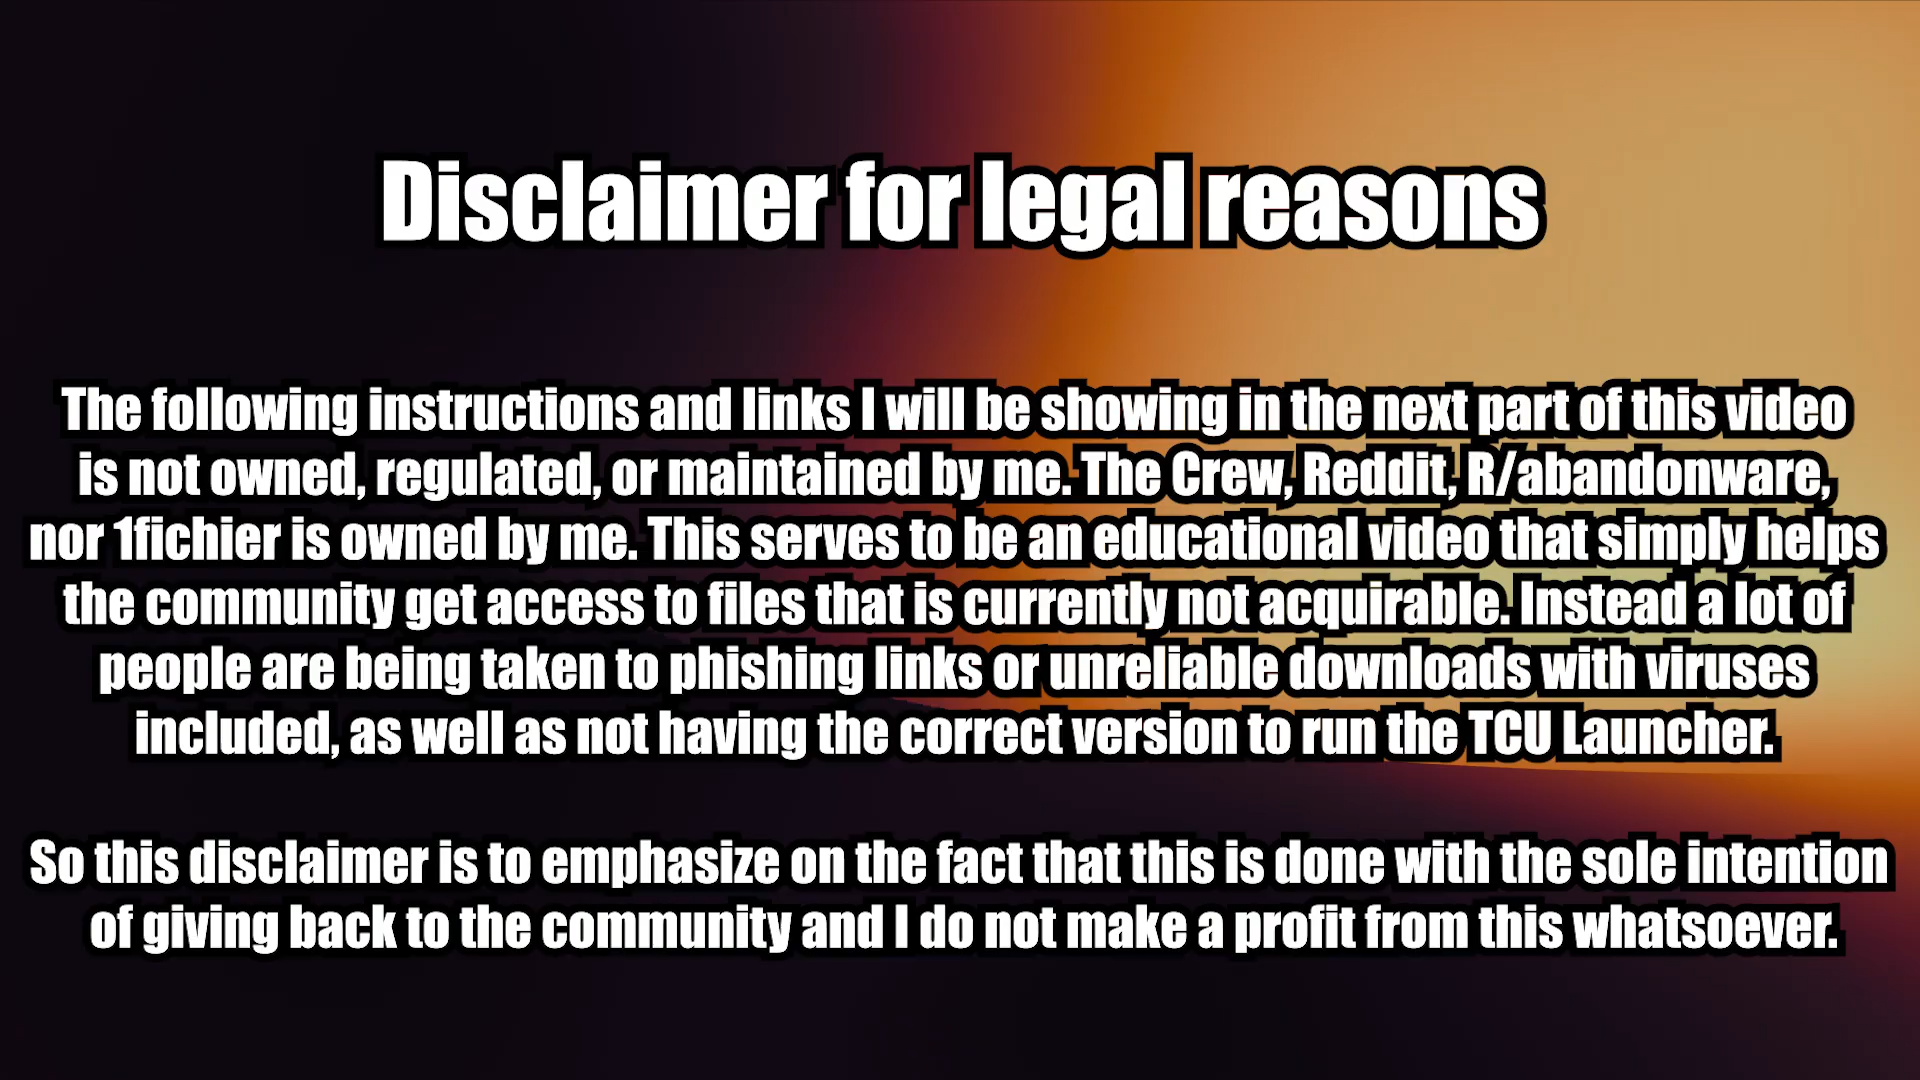 Disclaimer for legal reasons
The following instructions and links I will be showing in the next part of this video
is not owned, regulated, or maintained by me. The Crew, Reddit, R/abandonware,
nor 1fichier is owned by me. This serves to be an educational video that simply helps
the community get access to files that is currently not acquirable. Instead a lot of
people are being taken to phishing links or unreliable downloads with viruses
included, as well as not having the correct version to run the TCU Launcher.
So this disclaimer is to emphasize on the fact that this is done with the sole intention
of giving back to the community and I do not make a profit from this whatsoever.